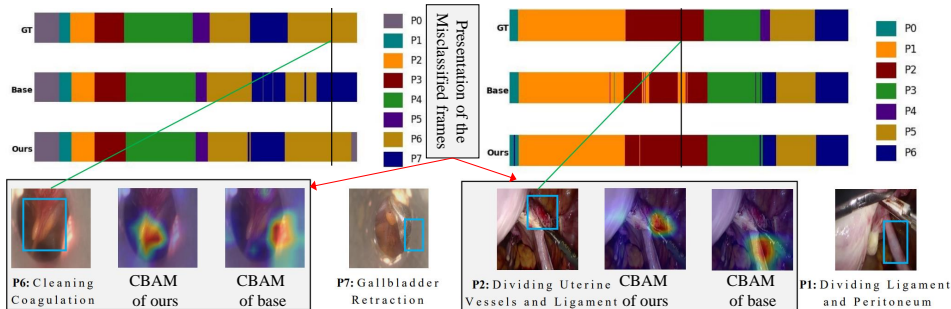 GT
Base
Ours
P0
P1
P2
P3
P4
P5
P6
P7
Presentation of the
Misclassified frames
GT
Base
Ours
P0
P1
P2
P3
P4
P5
P6
P6: Cleaning
Coagulation
CBAM
of ours
CBAM
of base
P7: Gallbladder
Retraction
P2: Dividing Uterine
Vessels and Ligament
CBAM
of ours
CBAM
of base
P1: Dividing Ligament
and Peritoneum